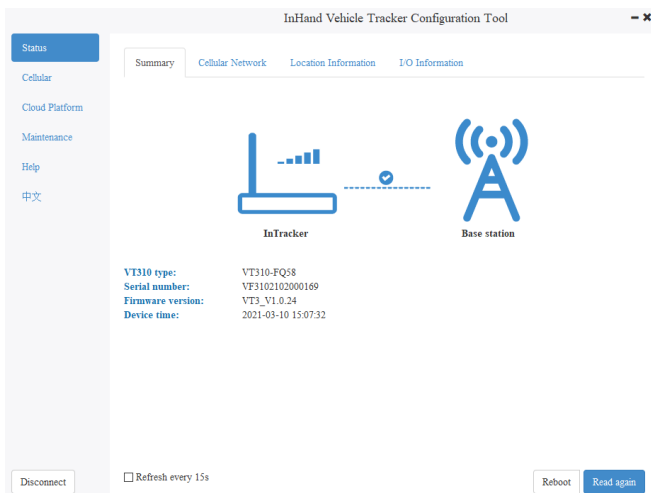 InHand Vehicle Tracker Configuration Tool
Status
Cellular
Cloud Platform
Maintenance
Help
中文
Summary Cellular Network Location Information I/O Information
InTracker Base station
VT310 type: VT310-FQ58
Serial number: VF3102102000169
Firmware version: VT3_V1.0.24
Device time: 2021-03-10 15:07:32
Disconnect Refresh every 15s Reboot Read again